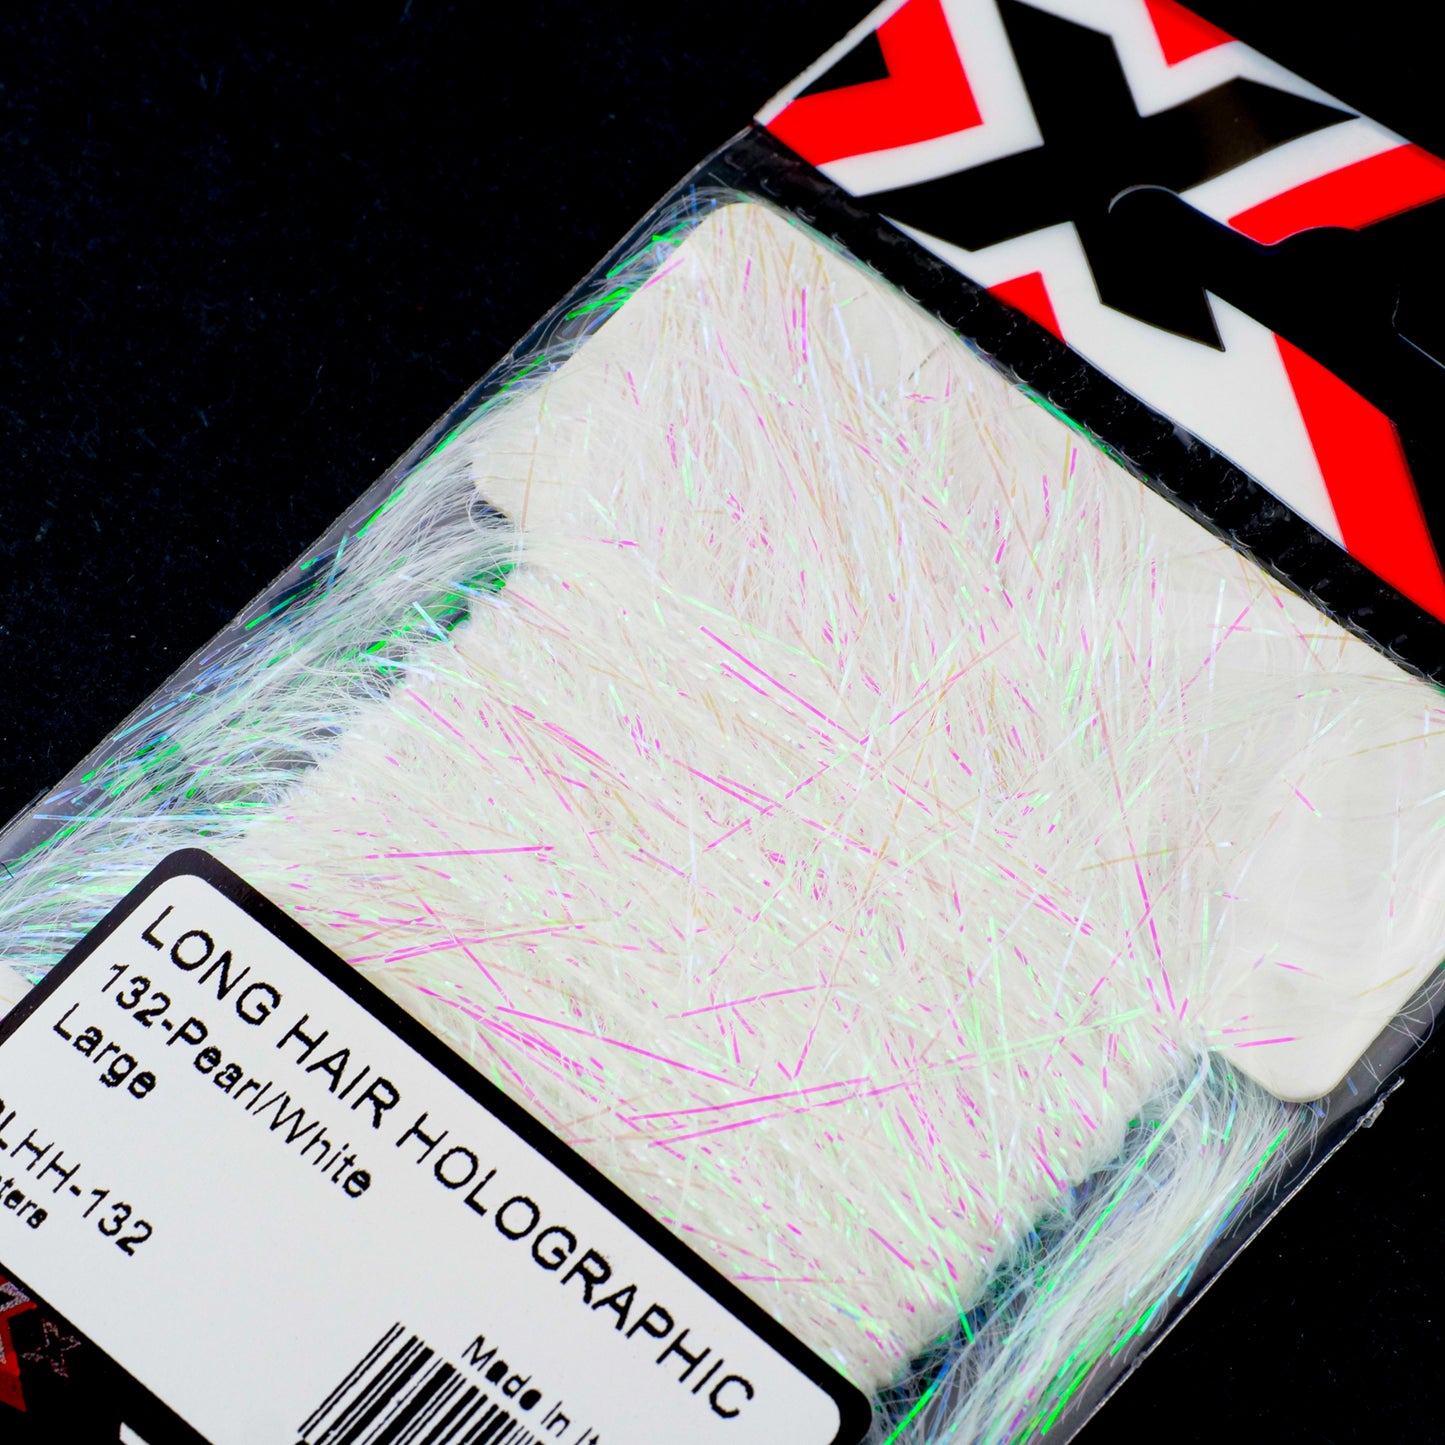 LONG HAIR HOLOGRAPHIC
132-Pearl/White
Large
LHH-132
Made in